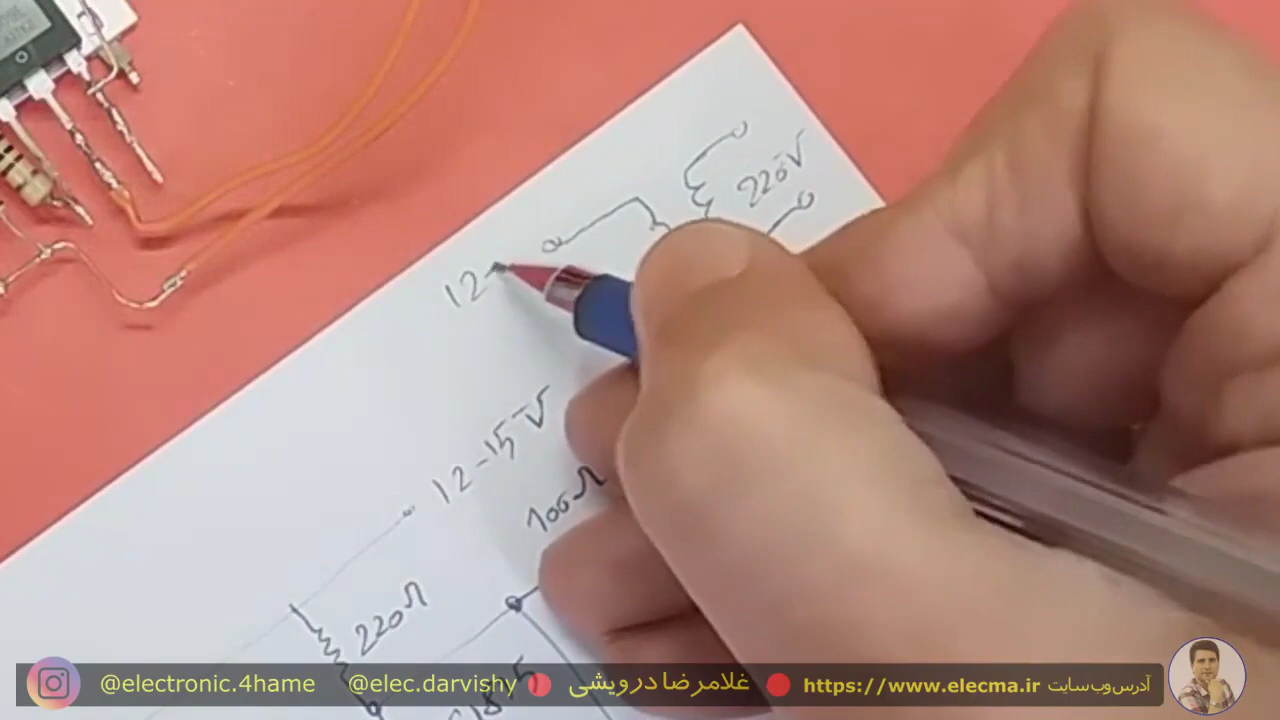 220V
12-
12-15V
100Ω
220Ω
@electronic.4hame @elec.darvishy غلامرضا درویشی https://www.elecma.ir آدرس وب سایت